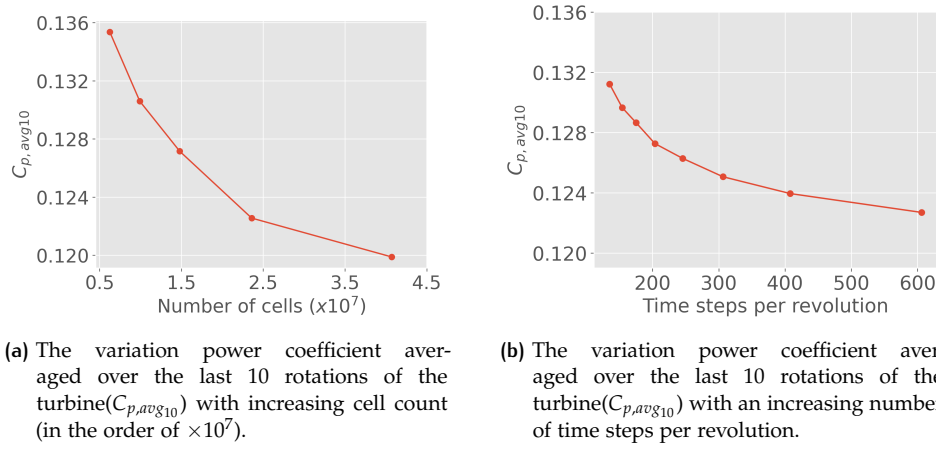 0.136
0.132
0.128
0.124
0.120
C_{p,avg10}
0.5 1.5 2.5 3.5 4.5
Number of cells (x10^7)
0.136
0.132
0.128
0.124
0.120
C_{p,avg10}
200 300 400 500 600
Time steps per revolution
(a) The variation power coefficient aver-
aged over the last 10 rotations of the
turbine(C_{p,avg_{10}}) with increasing cell count
(in the order of ×10^7).
(b) The variation power coefficient aver
aged over the last 10 rotations of the
turbine(C_{p,avg_{10}}) with an increasing number
of time steps per revolution.